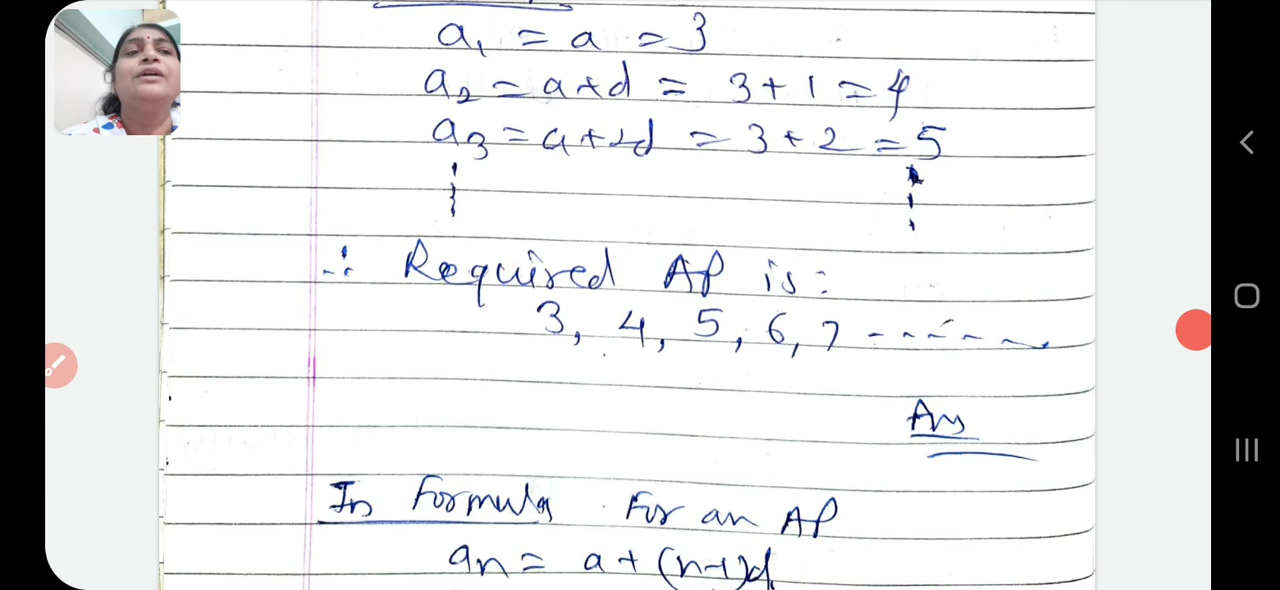 a₁ = a = 3
a₂ = a+d = 3+1 = 4
a₃ = a+2d = 3+2 = 5
∴ Required AP is:
3, 4, 5, 6, 7 - - - - - -
Ans
In Formula For an AP
an = a + (n-1)d